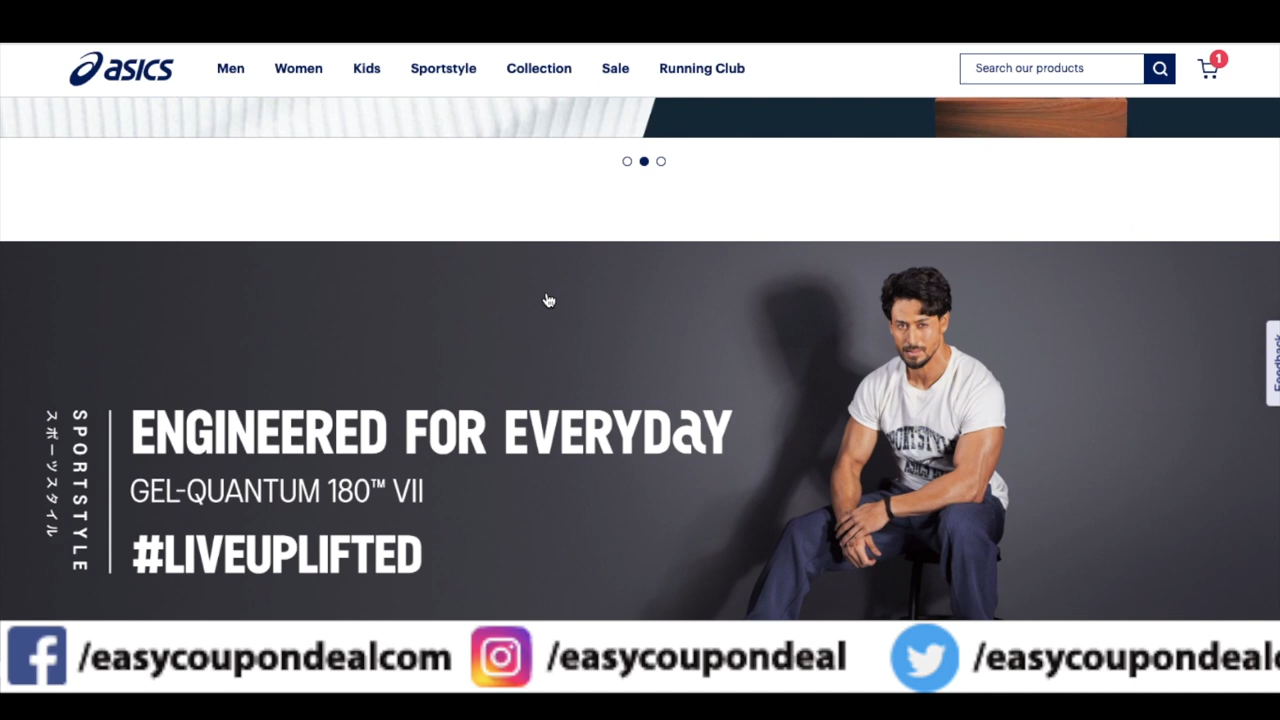 asics
Men Women Kids Sportstyle Collection Sale Running Club
Search our products
1
Feedback
スポーツスタイル
SPORTSTYLE
ENGINEERED FOR EVERYDAY
GEL-QUANTUM 180™ VII
#LIVEUPLIFTED
/easycoupondealcom /easycoupondeal /easycoupondealc